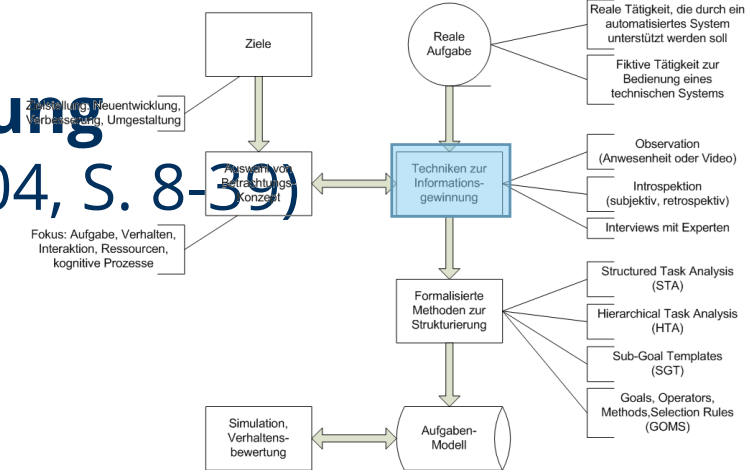 Ziele
Reale
Aufgabe
Reale Tätigkeit, die durch ein
automatisiertes System
unterstützt werden soll
Fiktive Tätigkeit zur
Bedienung eines
technischen Systems
Zielstellung: Neuentwicklung,
Verbesserung, Umgestaltung
ung
04, S. 8-39)
Auswahl von
Betrachtungs-
Konzept
Techniken zur
Informations-
gewinnung
Observation
(Anwesenheit oder Video)
Introspektion
(subjektiv, retrospektiv)
Interviews mit Experten
Fokus: Aufgabe, Verhalten,
Interaktion, Ressourcen,
kognitive Prozesse
Formalisierte
Methoden zur
Strukturierung
Structured Task Analysis
(STA)
Hierarchical Task Analysis
(HTA)
Sub-Goal Templates
(SGT)
Goals, Operators,
Methods,Selection Rules
(GOMS)
Simulation,
Verhaltens-
bewertung
Aufgaben-
Modell